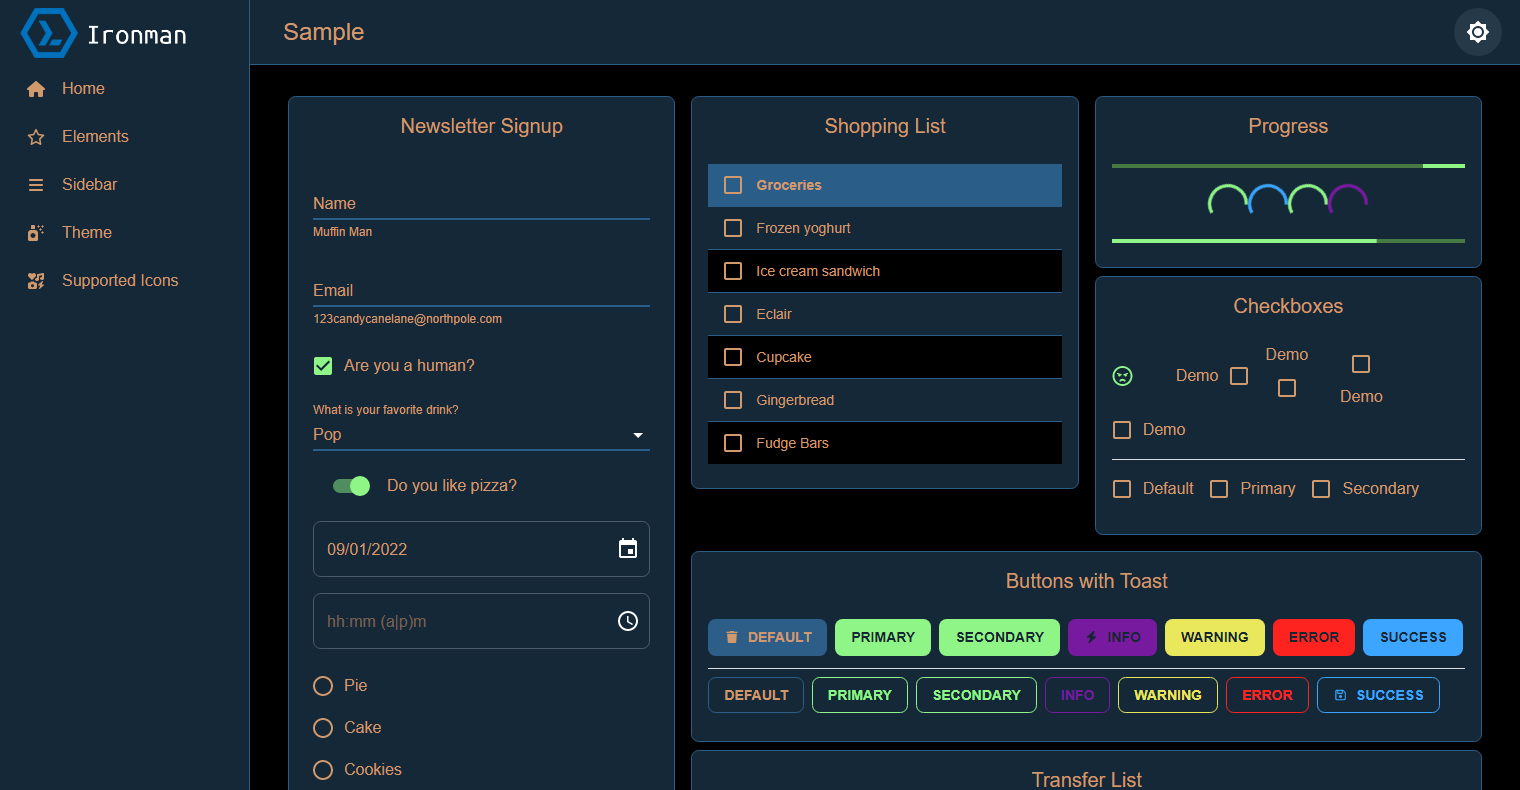 Ironman
Home
Elements
Sidebar
Theme
Supported Icons
Sample
Newsletter Signup
Name
Muffin Man
Email
123candycanelane@northpole.com
Are you a human?
What is your favorite drink?
Pop
Do you like pizza?
09/01/2022
hh:mm (a|p)m
Pie
Cake
Cookies
Shopping List
Groceries
Frozen yoghurt
Ice cream sandwich
Eclair
Cupcake
Gingerbread
Fudge Bars
Progress
Checkboxes
Demo
Demo
Demo
Demo
Default Primary Secondary
Buttons with Toast
DEFAULT PRIMARY SECONDARY INFO WARNING ERROR SUCCESS
DEFAULT PRIMARY SECONDARY INFO WARNING ERROR SUCCESS
Transfer List